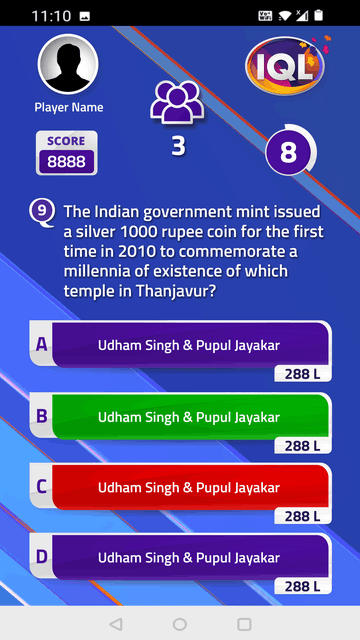 11:10
Player Name
IQL
SCORE
8888
3
8
9
The Indian government mint issued
a silver 1000 rupee coin for the first
time in 2010 to commemorate a
millennia of existence of which
temple in Thanjavur?
A
Udham Singh & Pupul Jayakar
288 L
B
Udham Singh & Pupul Jayakar
288 L
C
Udham Singh & Pupul Jayakar
288 L
D
Udham Singh & Pupul Jayakar
288 L